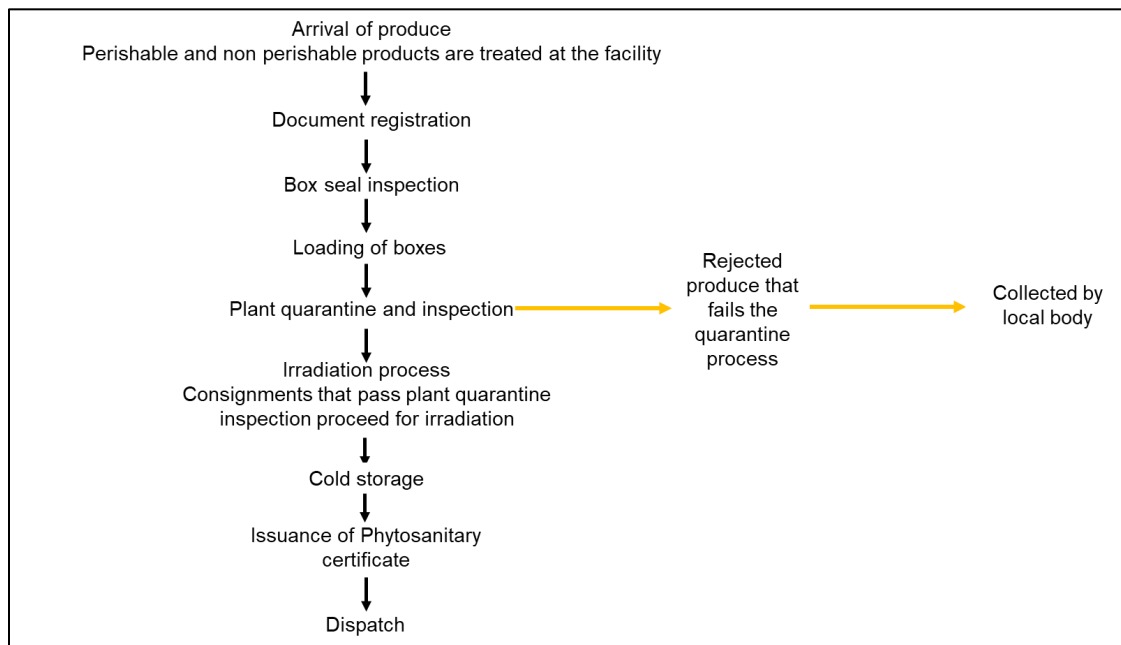 Arrival of produce
Perishable and non perishable products are treated at the facility
Document registration
Box seal inspection
Loading of boxes
Plant quarantine and inspection
Rejected
produce that
fails the
quarantine
process
Collected by
local body
Irradiation process
Consignments that pass plant quarantine
inspection proceed for irradiation
Cold storage
Issuance of Phytosanitary
certificate
Dispatch